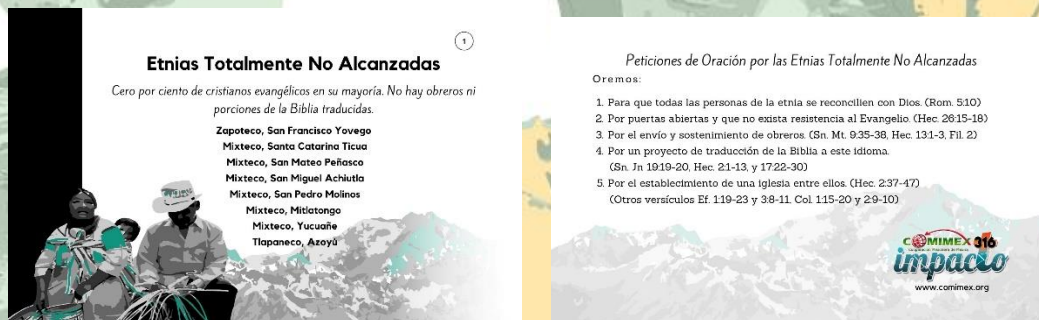 1
Etnias Totalmente No Alcanzadas
Cero por ciento de cristianos evangélicos en su mayoría. No hay obreros ni
porciones de la Biblia traducidas.
Zapoteco, San Francisco Yovego
Mixteco, Santa Catarina Ticua
Mixteco, San Mateo Peñasco
Mixteco, San Miguel Achiutla
Mixteco, San Pedro Molinos
Mixteco, Mitlatongo
Mixteco, Yucuañe
Tlapaneco, Azoyú
Peticiones de Oración por las Etnias Totalmente No Alcanzadas
Oremos:
1. Para que todas las personas de la etnia se reconcilien con Dios. (Rom. 5:10)
2. Por puertas abiertas y que no exista resistencia al Evangelio. (Hec. 26:15-18)
3. Por el envío y sostenimiento de obreros. (Sn. Mt. 9:35-38, Hec. 13:1-3, Fil. 2)
4. Por un proyecto de traducción de la Biblia a este idioma.
(Sn. Jn 19:19-20, Hec. 2:1-13, y 17:22-30)
5. Por el establecimiento de una iglesia entre ellos. (Hec. 2:37-47)
(Otros versículos Ef. 1:19-23 y 3:8-11, Col. 1:15-20 y 2:9-10)
COMIMEX 316
impacto
www.comimex.org